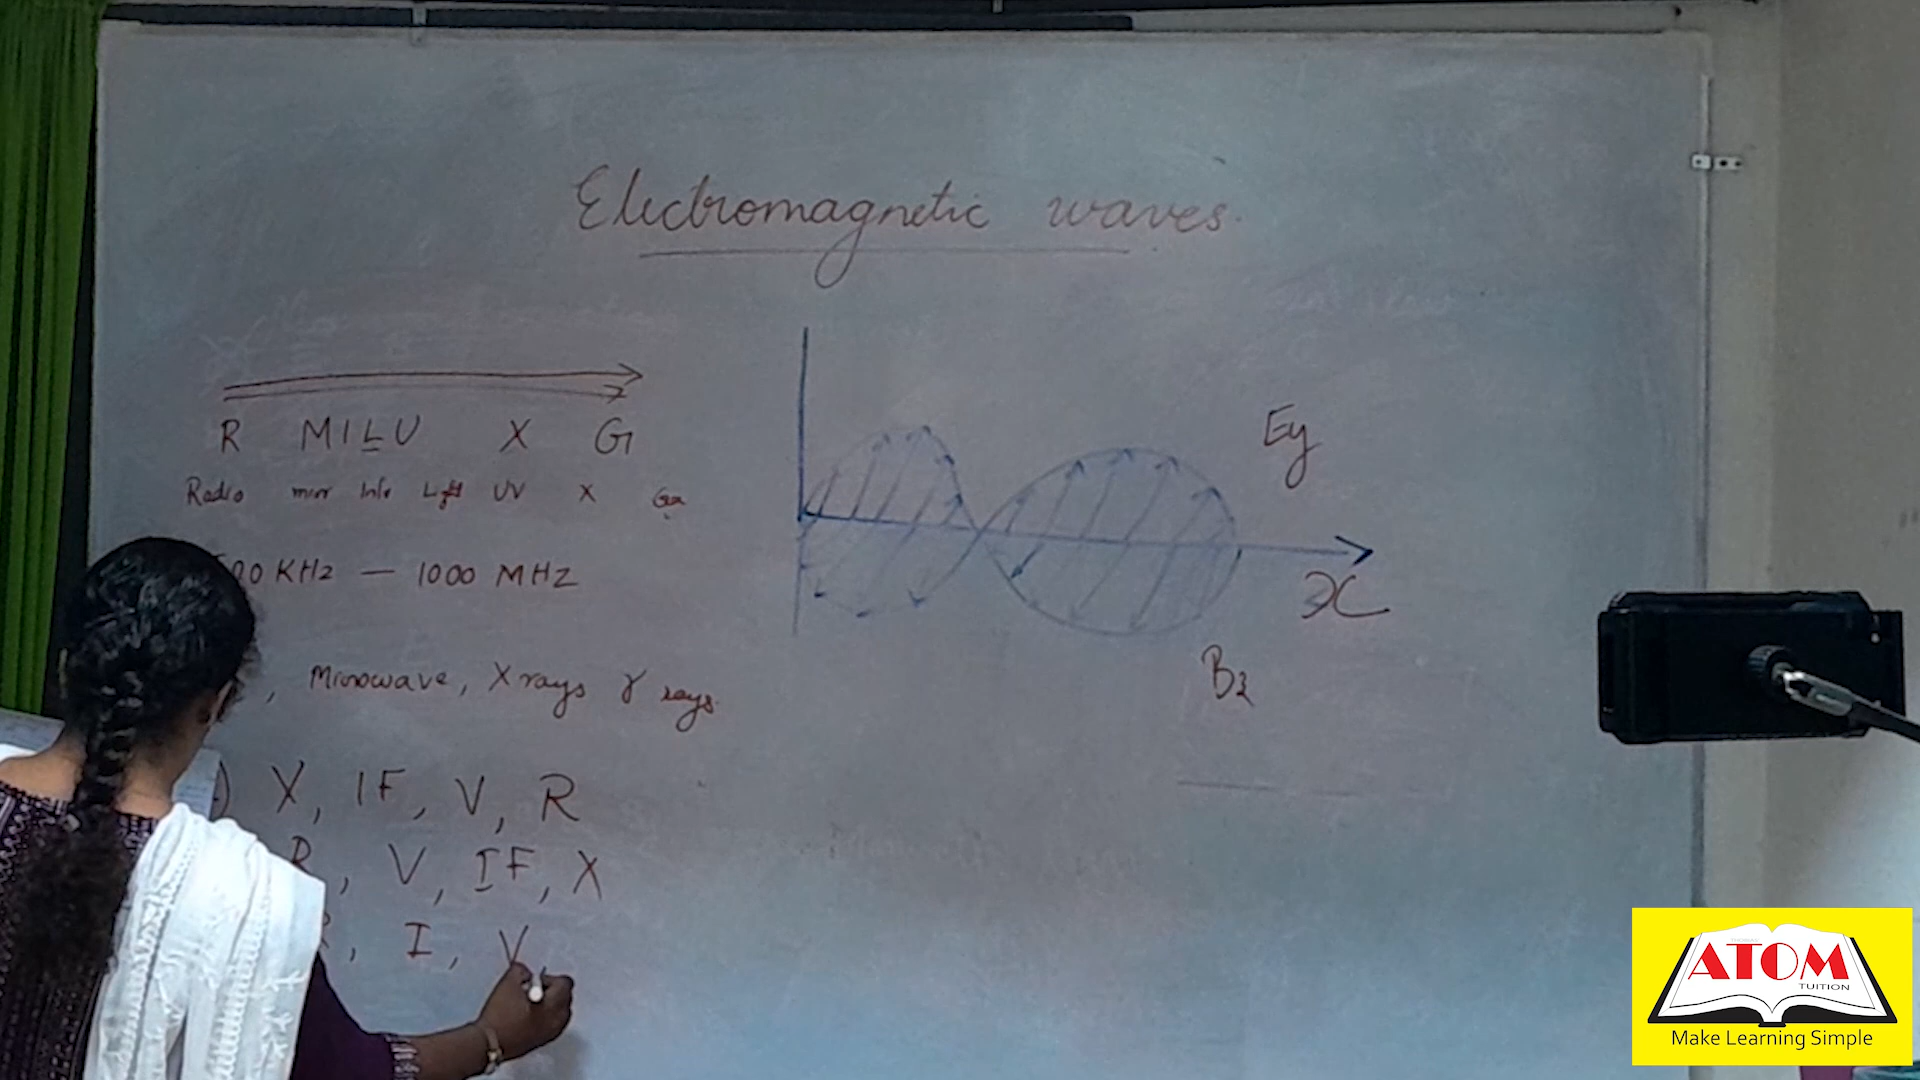 Electromagnetic waves.
R MILU X G
Radio micr Infr Light UV X Ga
500 KHz — 1000 MHZ
, Microwave, X rays γ rays.
) X, IF, V, R
R, V, IF, X
R, I, V
Ey
x
Bz
ATOM
TUITION
Make Learning Simple